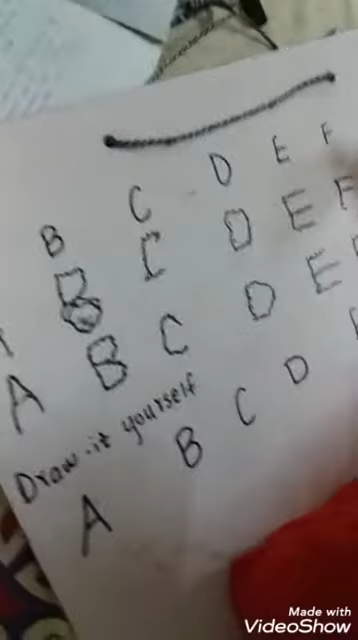 B C D E F
B C D E F
A B C D E
Draw-it yourself
A B C D
Made with
VideoShow